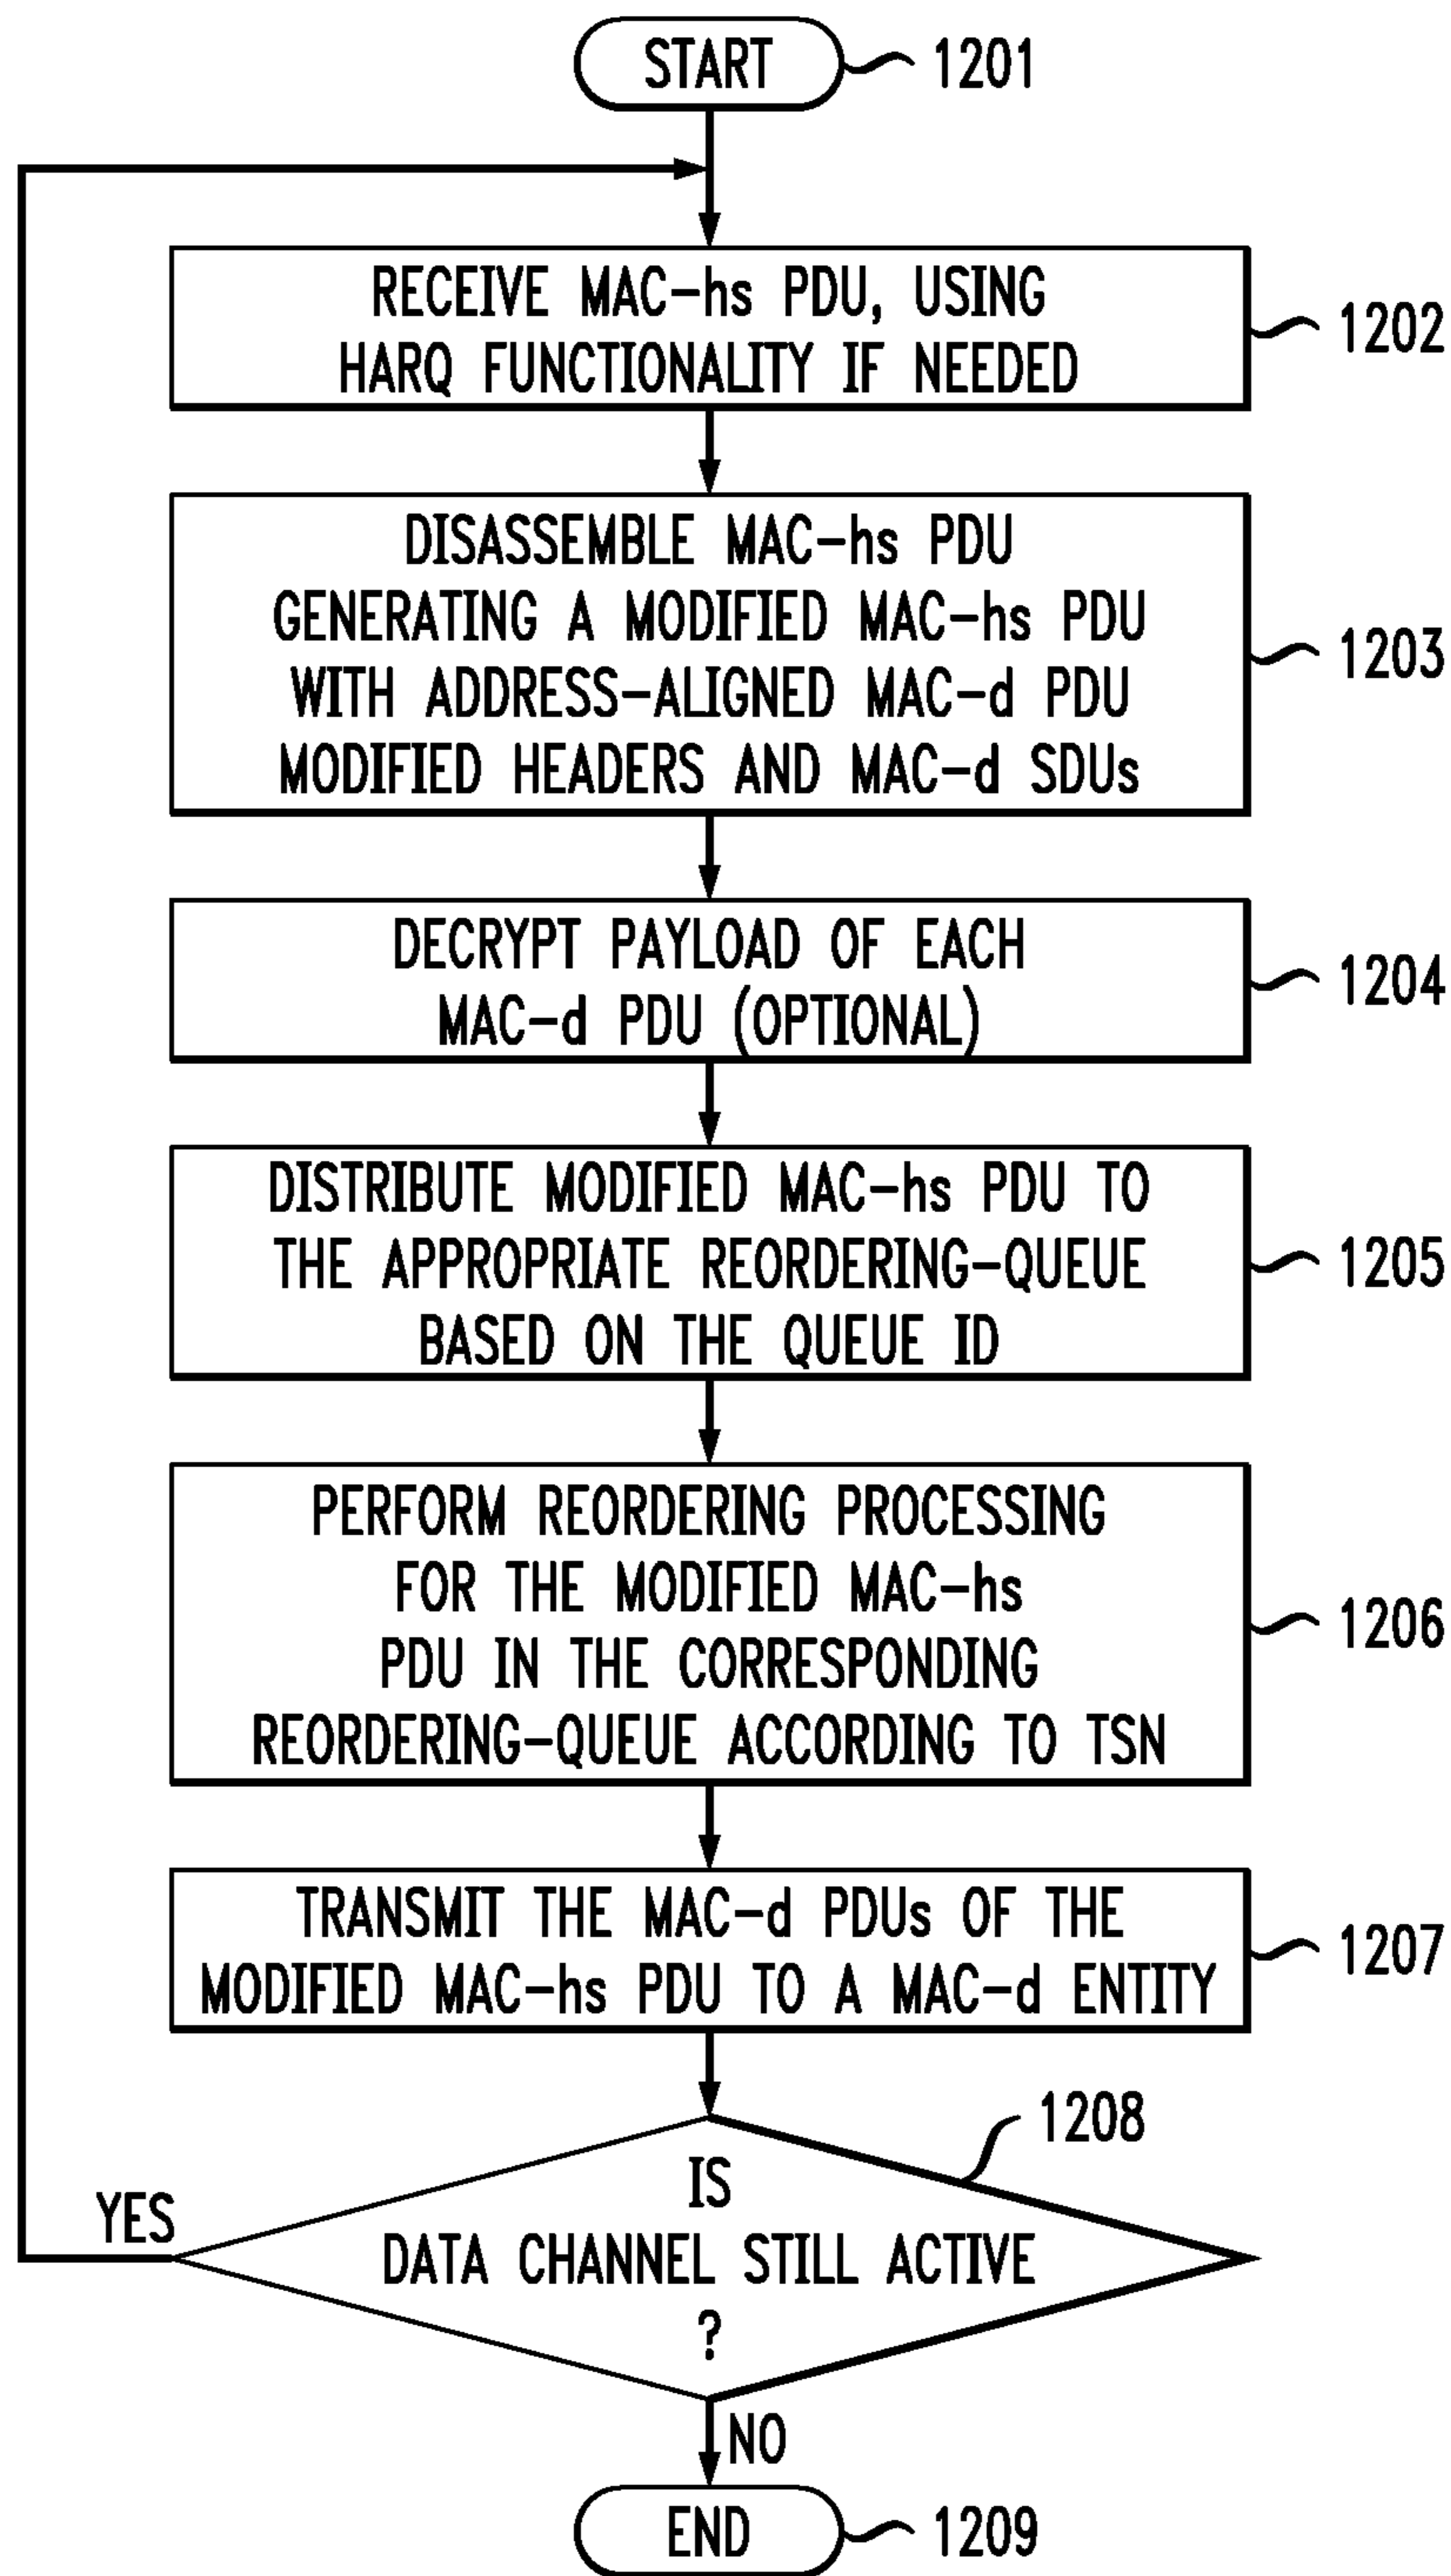 START
1201
RECEIVE MAC-hs PDU, USING
HARQ FUNCTIONALITY IF NEEDED
1202
DISASSEMBLE MAC-hs PDU
GENERATING A MODIFIED MAC-hs PDU
WITH ADDRESS-ALIGNED MAC-d PDU
MODIFIED HEADERS AND MAC-d SDUs
1203
DECRYPT PAYLOAD OF EACH
MAC-d PDU (OPTIONAL)
1204
DISTRIBUTE MODIFIED MAC-hs PDU TO
THE APPROPRIATE REORDERING-QUEUE
BASED ON THE QUEUE ID
1205
PERFORM REORDERING PROCESSING
FOR THE MODIFIED MAC-hs
PDU IN THE CORRESPONDING
REORDERING-QUEUE ACCORDING TO TSN
1206
TRANSMIT THE MAC-d PDUs OF THE
MODIFIED MAC-hs PDU TO A MAC-d ENTITY
1207
1208
IS
DATA CHANNEL STILL ACTIVE
?
YES
NO
END
1209